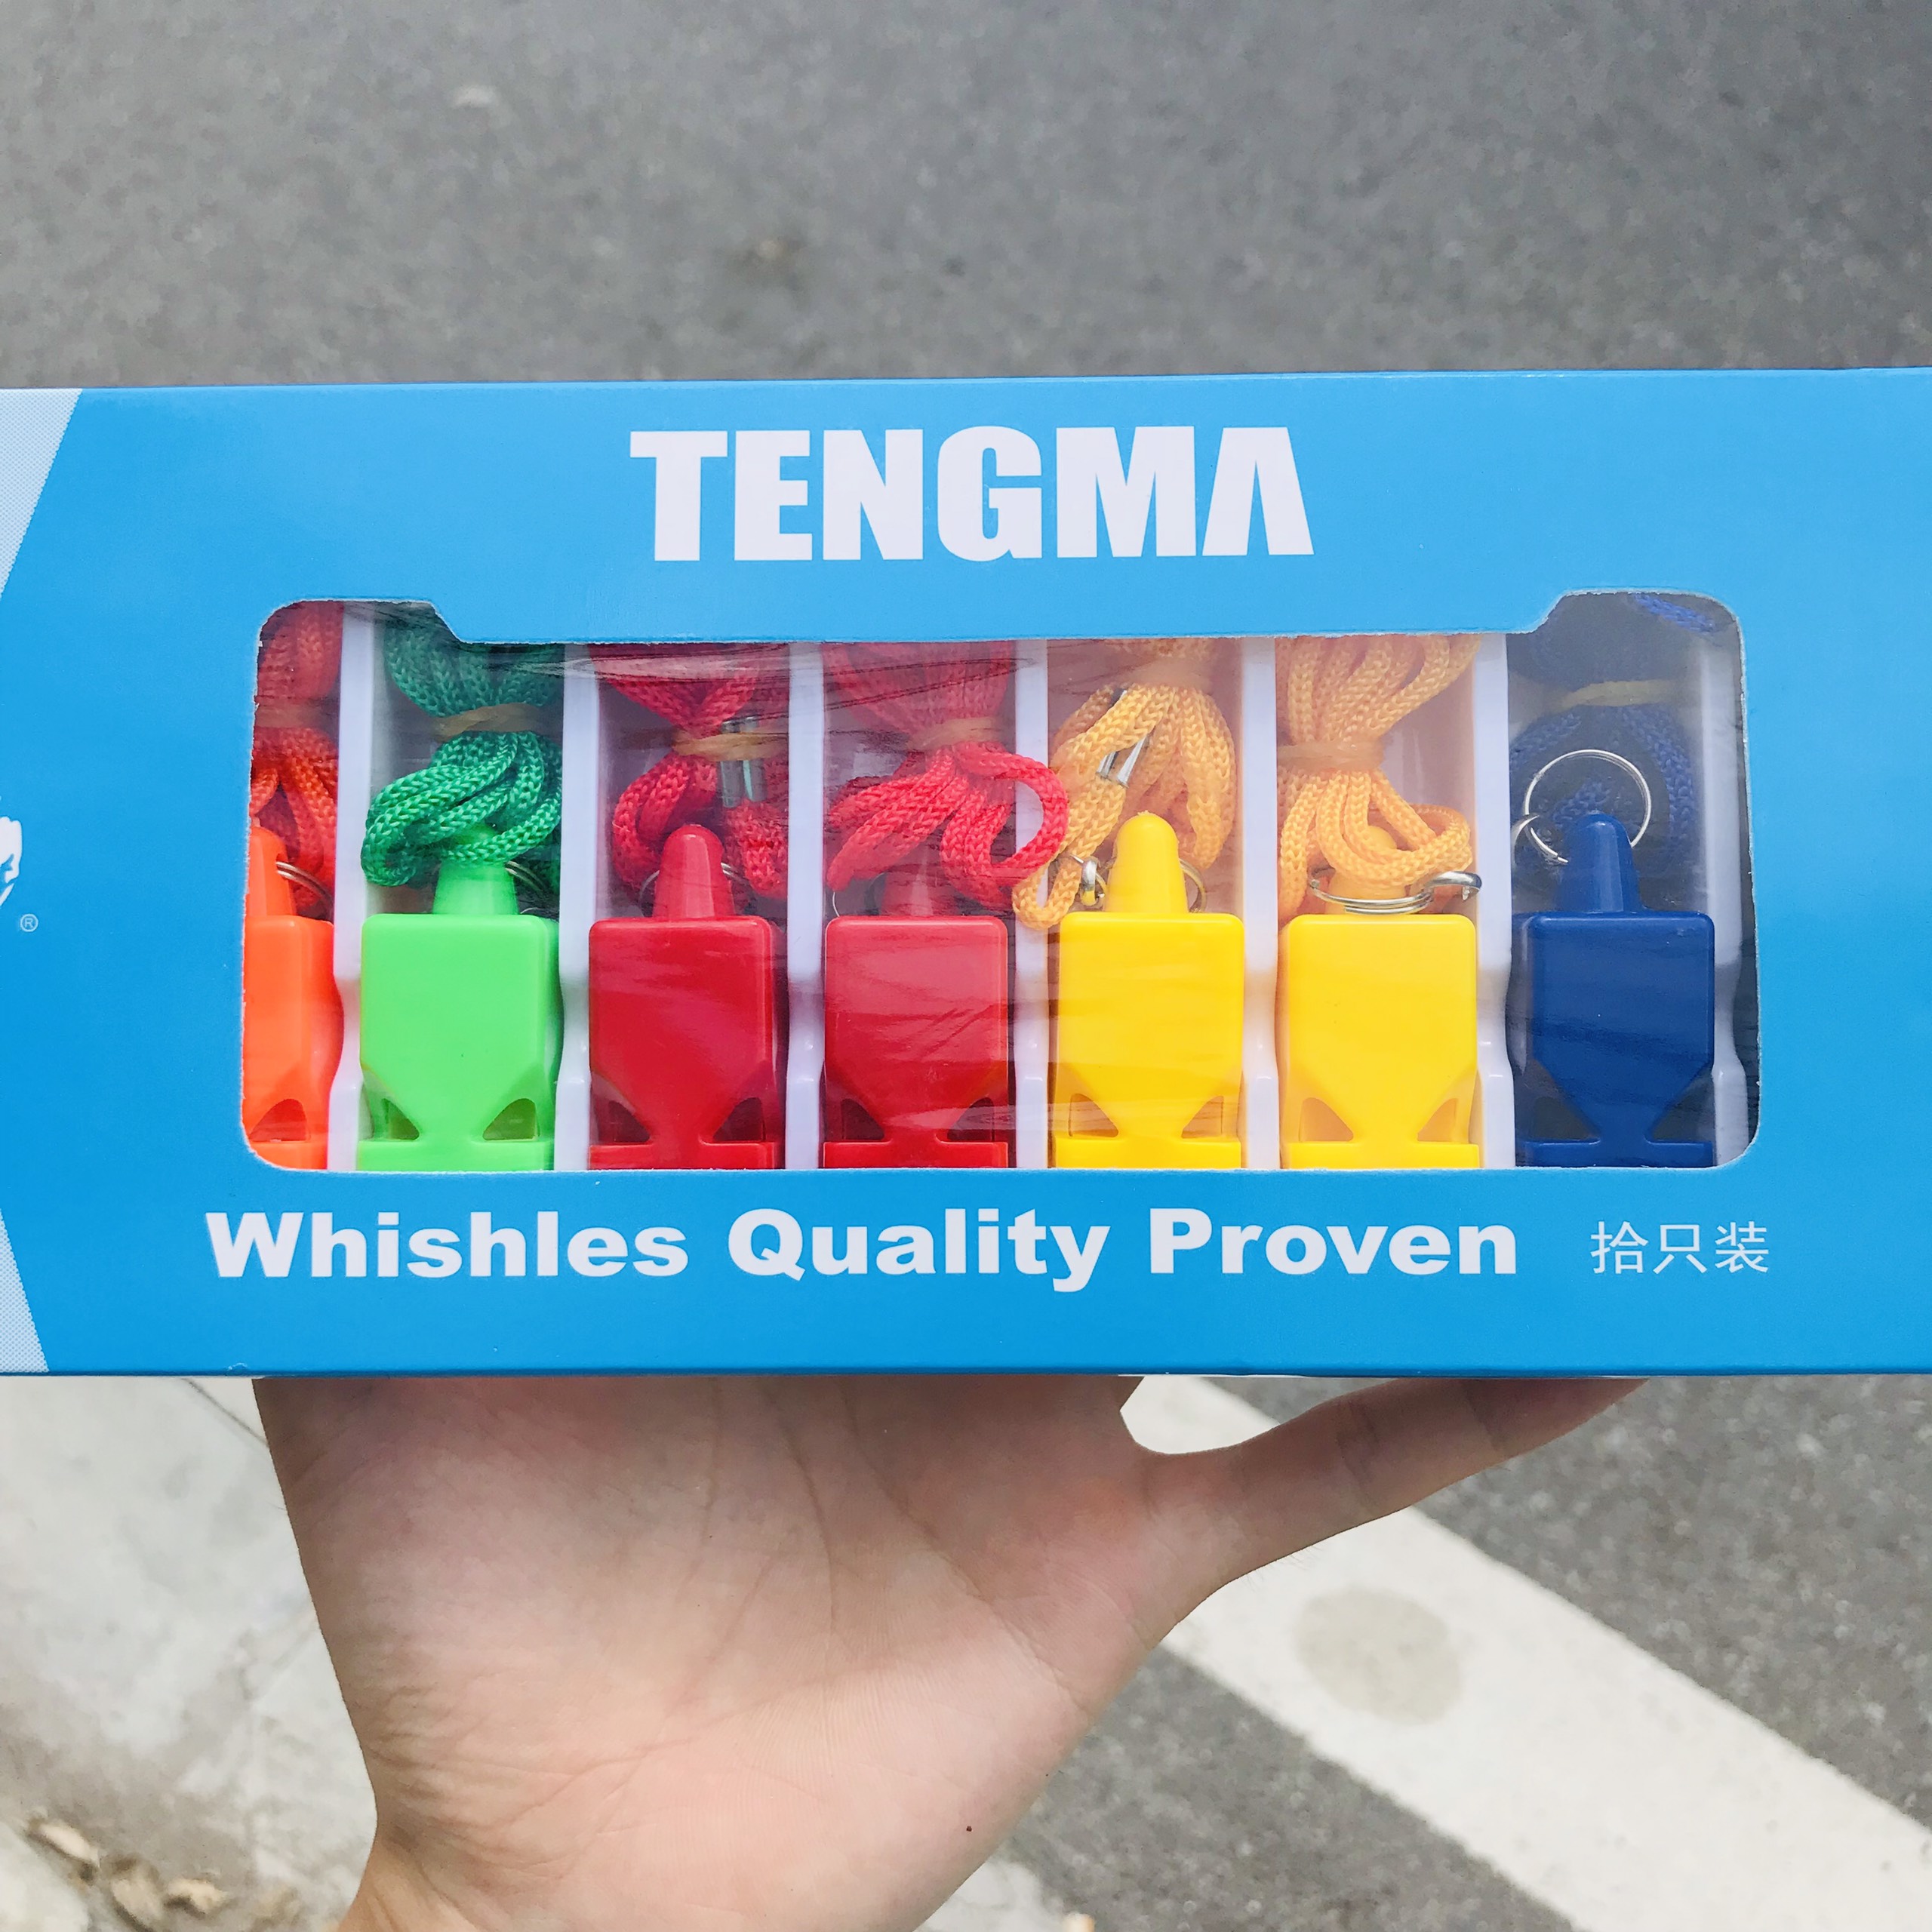 TENGMA
Whishles Quality Proven 拾只装
®